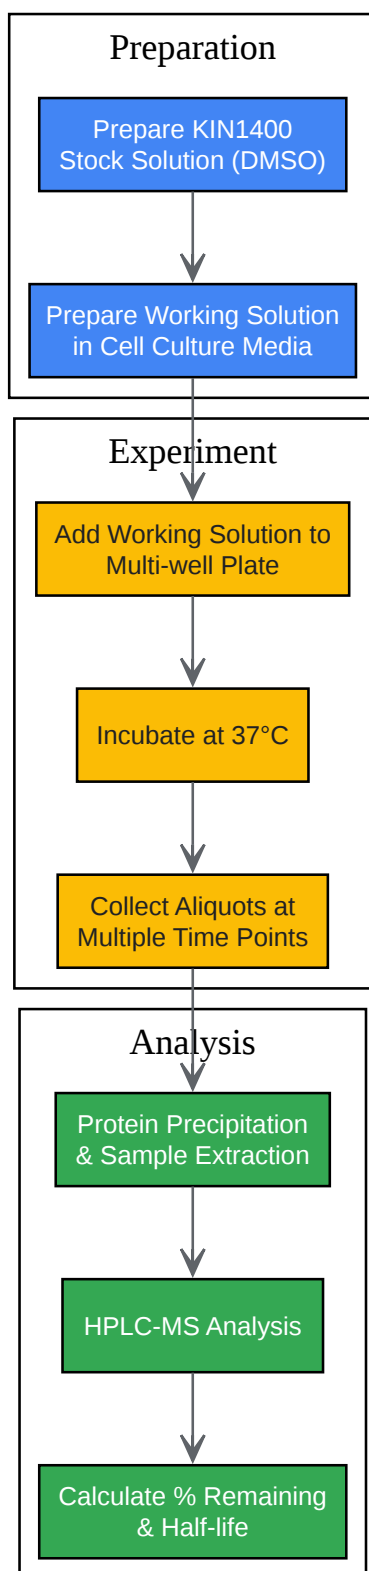 Preparation
Prepare KIN1400
Stock Solution (DMSO)
Prepare Working Solution
in Cell Culture Media
Experiment
Add Working Solution to
Multi-well Plate
Incubate at 37°C
Collect Aliquots at
Multiple Time Points
Analysis
Protein Precipitation
& Sample Extraction
HPLC-MS Analysis
Calculate % Remaining
& Half-life